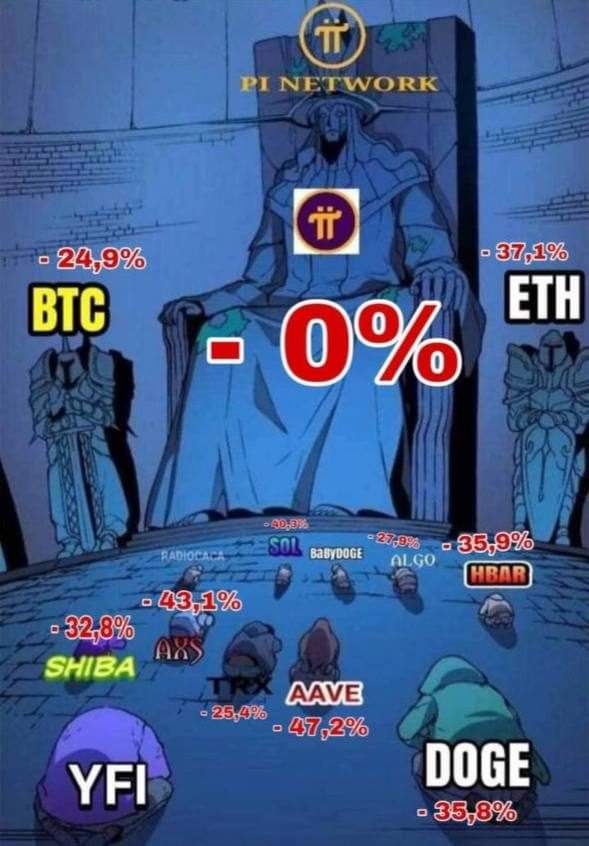 PI NETWORK
- 24,9%
- 37,1%
BTC
ETH
- 0%
- 40,3%
- 27,9%
- 35,9%
RADIOCACA
SOL
BaByDOGE
ALGO
HBAR
- 43,1%
- 32,8%
AXS
SHIBA
TRX
AAVE
- 25,4%
- 47,2%
YFI
DOGE
- 35,8%